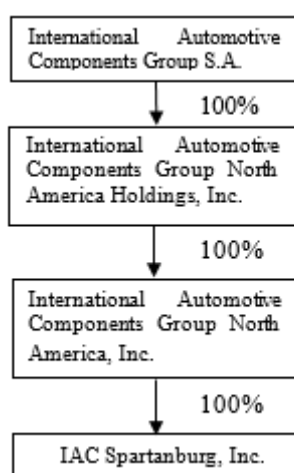 International Automotive
Components Group S.A.
100%
International Automotive
Components Group North
America Holdings, Inc.
100%
International Automotive
Components Group North
America, Inc.
100%
IAC Spartanburg, Inc.